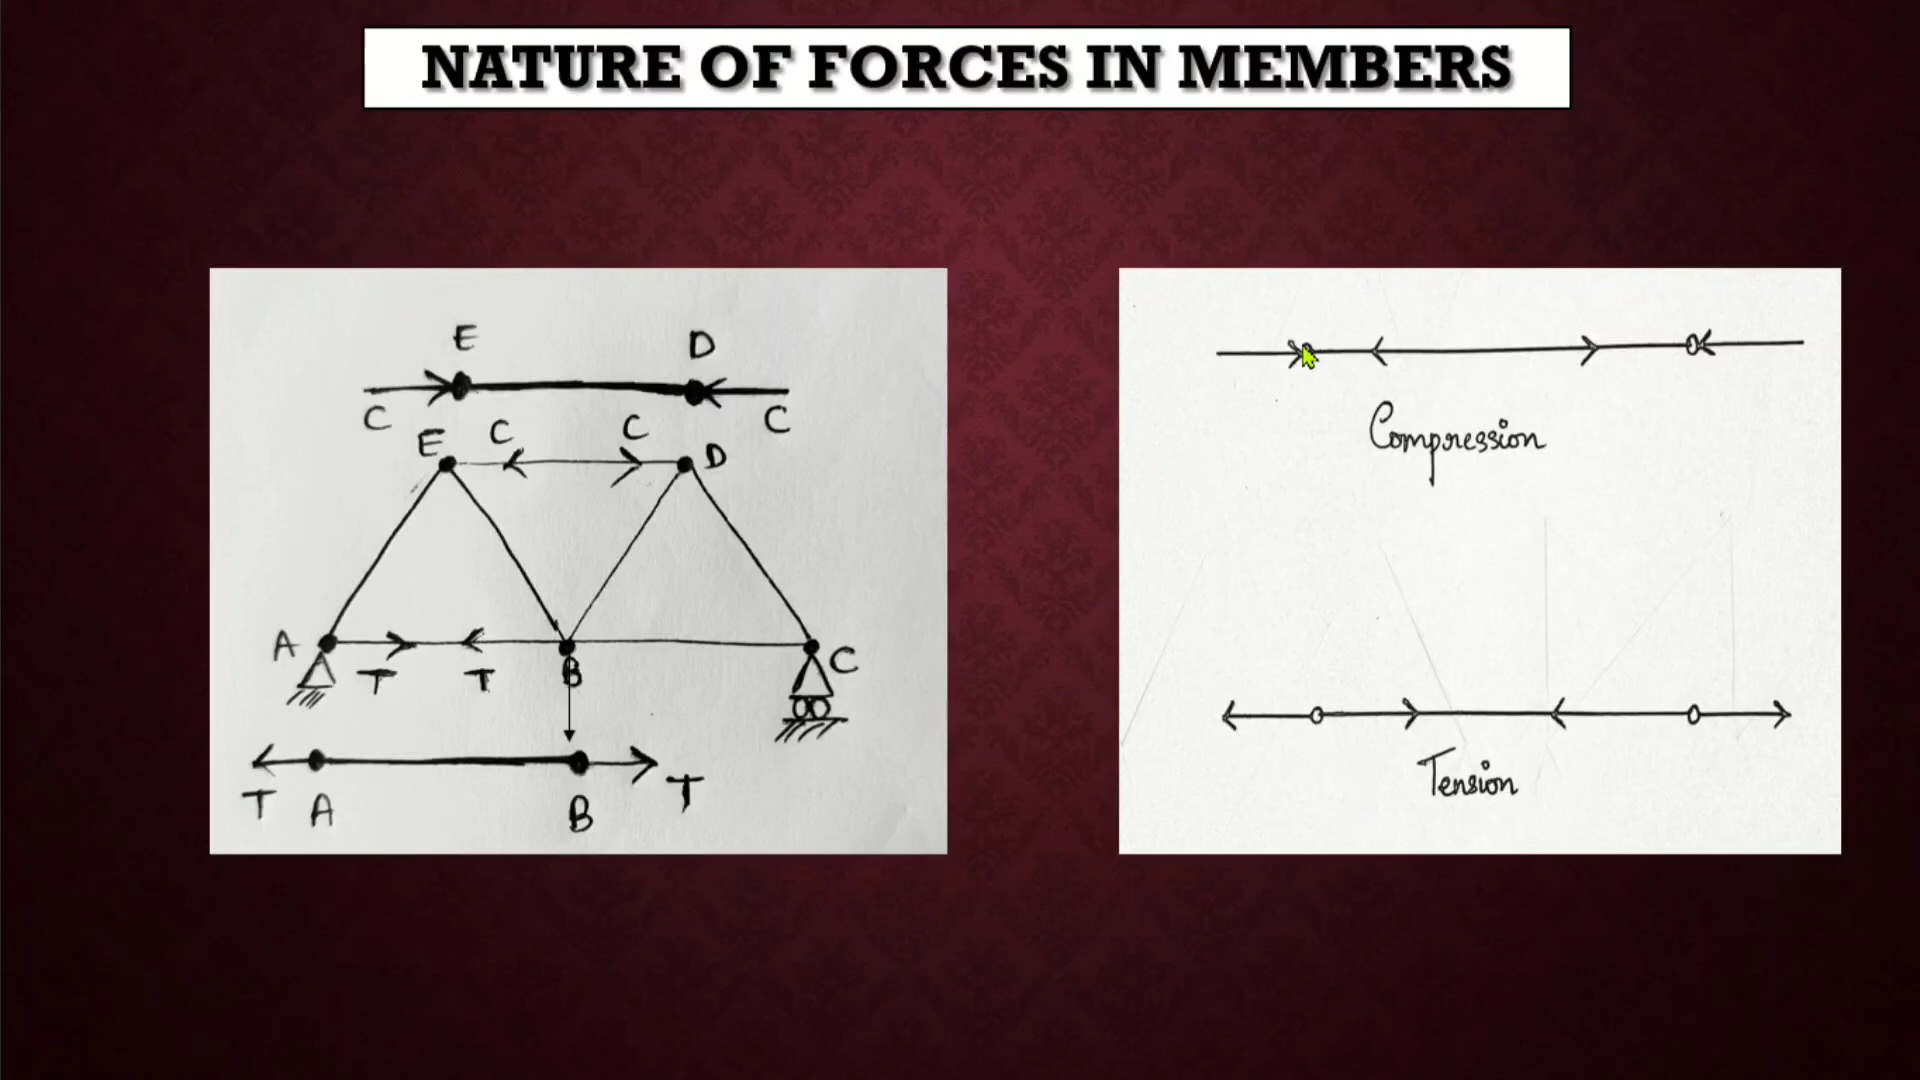 NATURE OF FORCES IN MEMBERS
E D
C C
E C C D
A T T B C
T A B T
Compression
Tension